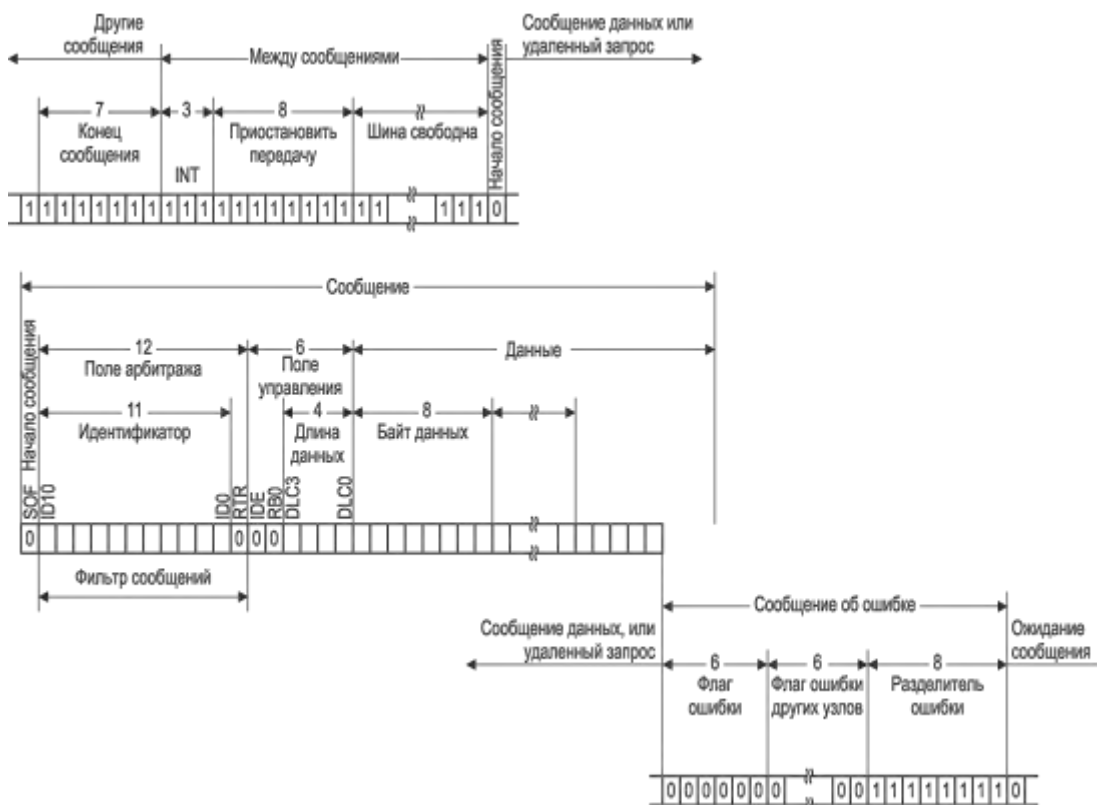 Другие
сообщения
Между сообщениями
Начало сообщения
Сообщение данных или
удаленный запрос
7
Конец
сообщения
3
INT
8
Приостановить
передачу
Шина свободна
1 1 1 1 1 1 1 1 1 1 1 1 1 1 1 1 1 1 1 1 1 1 1 1 0
Сообщение
SOF Начало сообщения
12
Поле арбитража
6
Поле
управления
Данные
11
Идентификатор
4
Длина
данных
8
Байт данных
ID10
ID0
RTR
IDE
RB0
DLC3
DLC0
0 0 0 0
Фильтр сообщений
Сообщение об ошибке
Сообщение данных, или
удаленный запрос
Ожидание
сообщения
6
Флаг
ошибки
6
Флаг ошибки
других узлов
8
Разделитель
ошибки
0 0 0 0 0 0 0 0 0 1 1 1 1 1 1 1 1 0